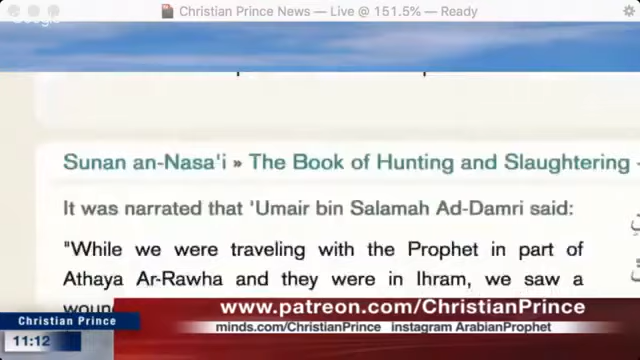 Christian Prince News — Live @ 151.5% — Ready
Google
Sunan an-Nasa'i » The Book of Hunting and Slaughtering -
It was narrated that 'Umair bin Salamah Ad-Damri said:
"While we were traveling with the Prophet in part of
Athaya Ar-Rawha and they were in Ihram, we saw a
www.patreon.com/ChristianPrince
Christian Prince
minds.com/ChristianPrince instagram ArabianProphet
11:12